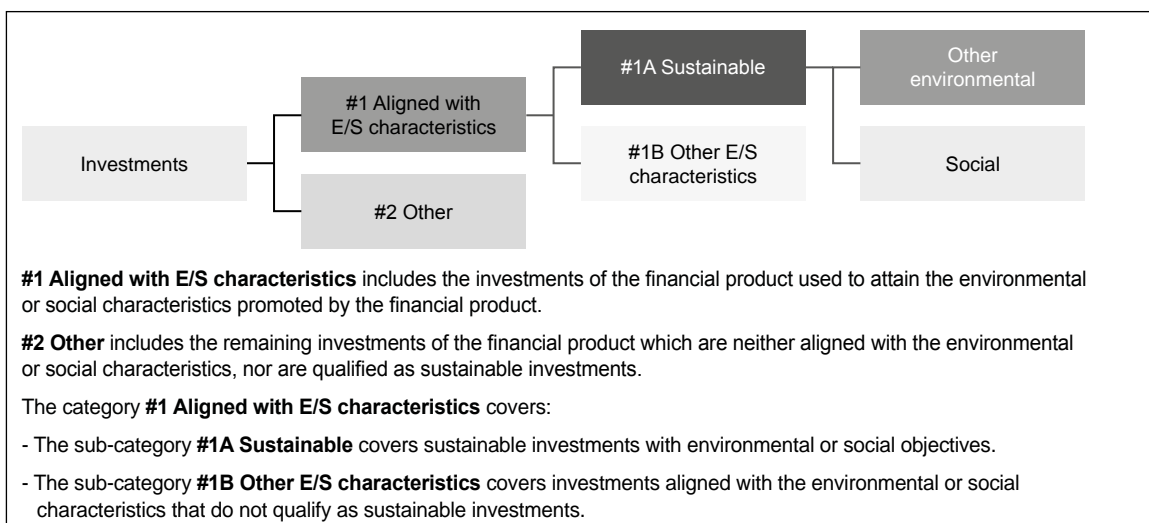 Investments
#1 Aligned with
E/S characteristics
#2 Other
#1A Sustainable
#1B Other E/S
characteristics
Other
environmental
Social
#1 Aligned with E/S characteristics includes the investments of the financial product used to attain the environmental
or social characteristics promoted by the financial product.
#2 Other includes the remaining investments of the financial product which are neither aligned with the environmental
or social characteristics, nor are qualified as sustainable investments.
The category #1 Aligned with E/S characteristics covers:
- The sub-category #1A Sustainable covers sustainable investments with environmental or social objectives.
- The sub-category #1B Other E/S characteristics covers investments aligned with the environmental or social
characteristics that do not qualify as sustainable investments.